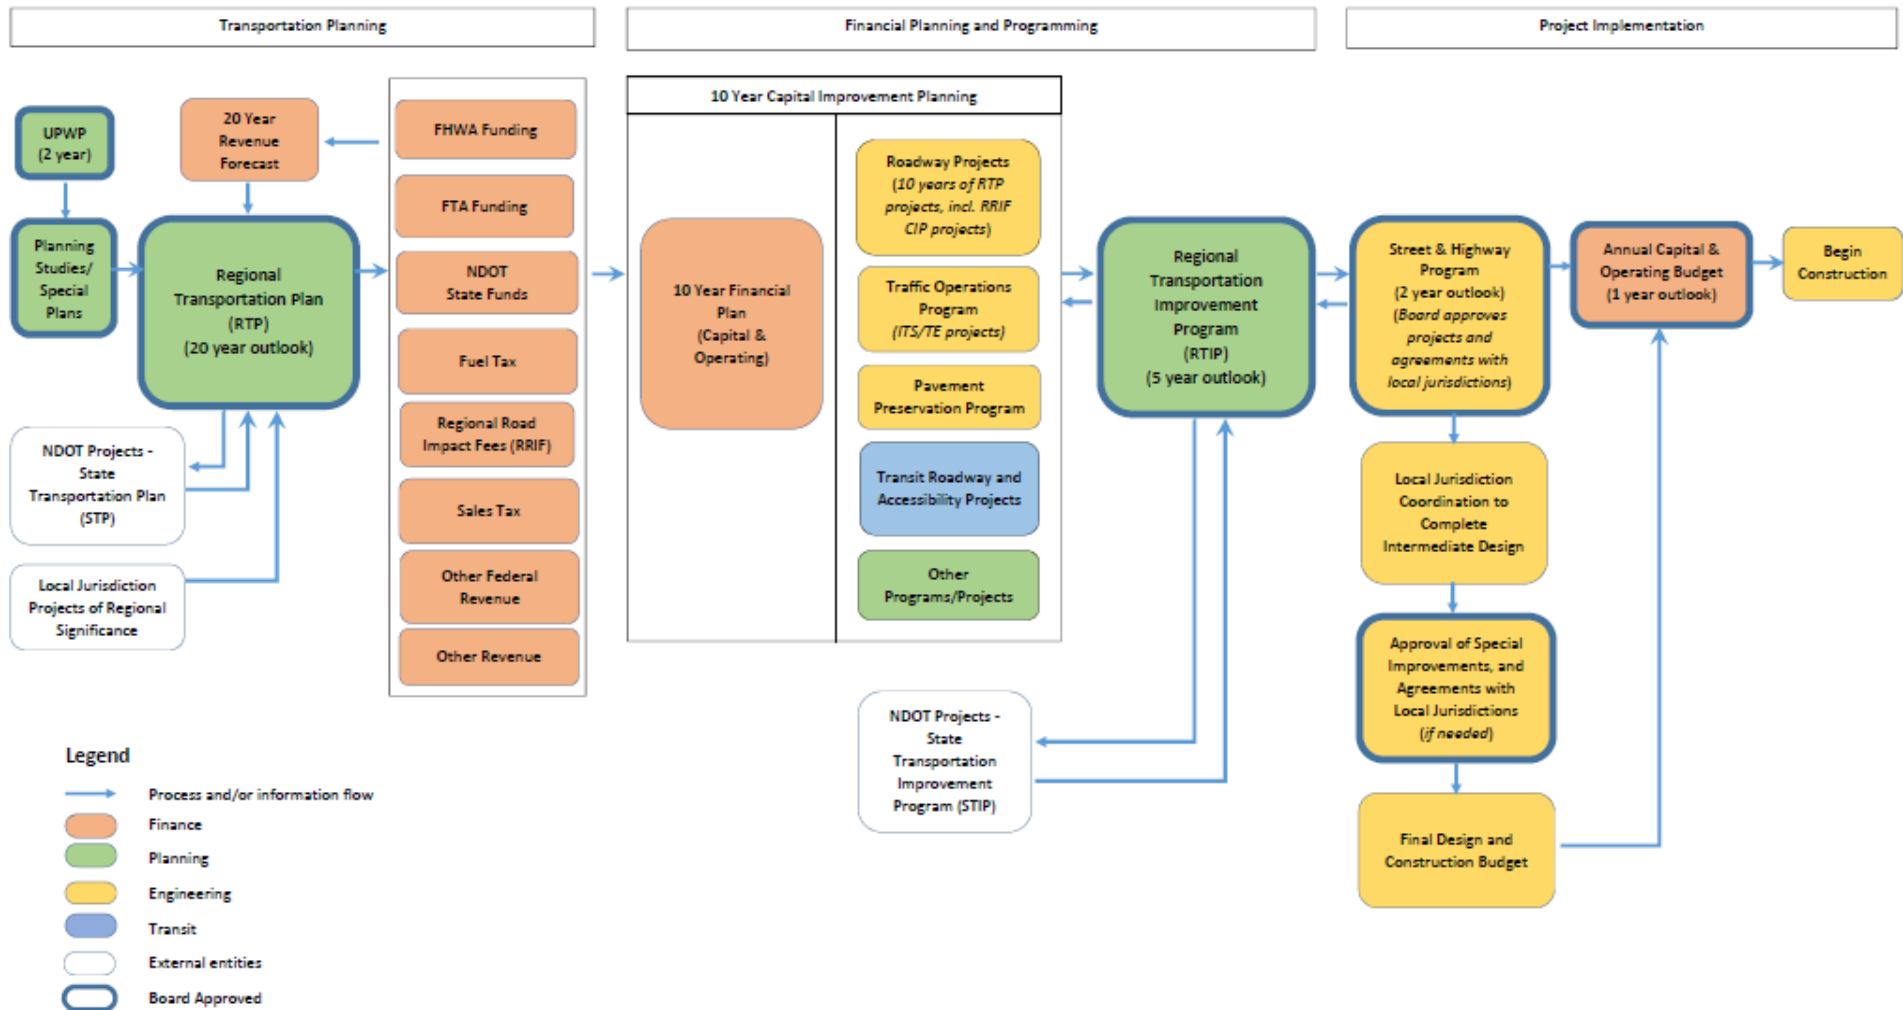 Transportation Planning
Financial Planning and Programming
Project Implementation
UPWP
(2 year)
Planning
Studies/
Special
Plans
20 Year
Revenue
Forecast
Regional
Transportation Plan
(RTP)
(20 year outlook)
NDOT Projects -
State
Transportation Plan
(STP)
Local Jurisdiction
Projects of Regional
Significance
FHWA Funding
FTA Funding
NDOT
State Funds
Fuel Tax
Regional Road
Impact Fees (RRIF)
Sales Tax
Other Federal
Revenue
Other Revenue
10 Year Capital Improvement Planning
10 Year Financial
Plan
(Capital &
Operating)
Roadway Projects
(10 years of RTP
projects, incl. RRIF
CIP projects)
Traffic Operations
Program
(ITS/TE projects)
Pavement
Preservation Program
Transit Roadway and
Accessibility Projects
Other
Programs/Projects
NDOT Projects -
State
Transportation
Improvement
Program (STIP)
Regional
Transportation
Improvement
Program
(RTIP)
(5 year outlook)
Street & Highway
Program
(2 year outlook)
(Board approves
projects and
agreements with
local jurisdictions)
Local Jurisdiction
Coordination to
Complete
Intermediate Design
Approval of Special
Improvements, and
Agreements with
Local Jurisdictions
(if needed)
Final Design and
Construction Budget
Annual Capital &
Operating Budget
(1 year outlook)
Begin
Construction
Legend
Process and/or information flow
Finance
Planning
Engineering
Transit
External entities
Board Approved